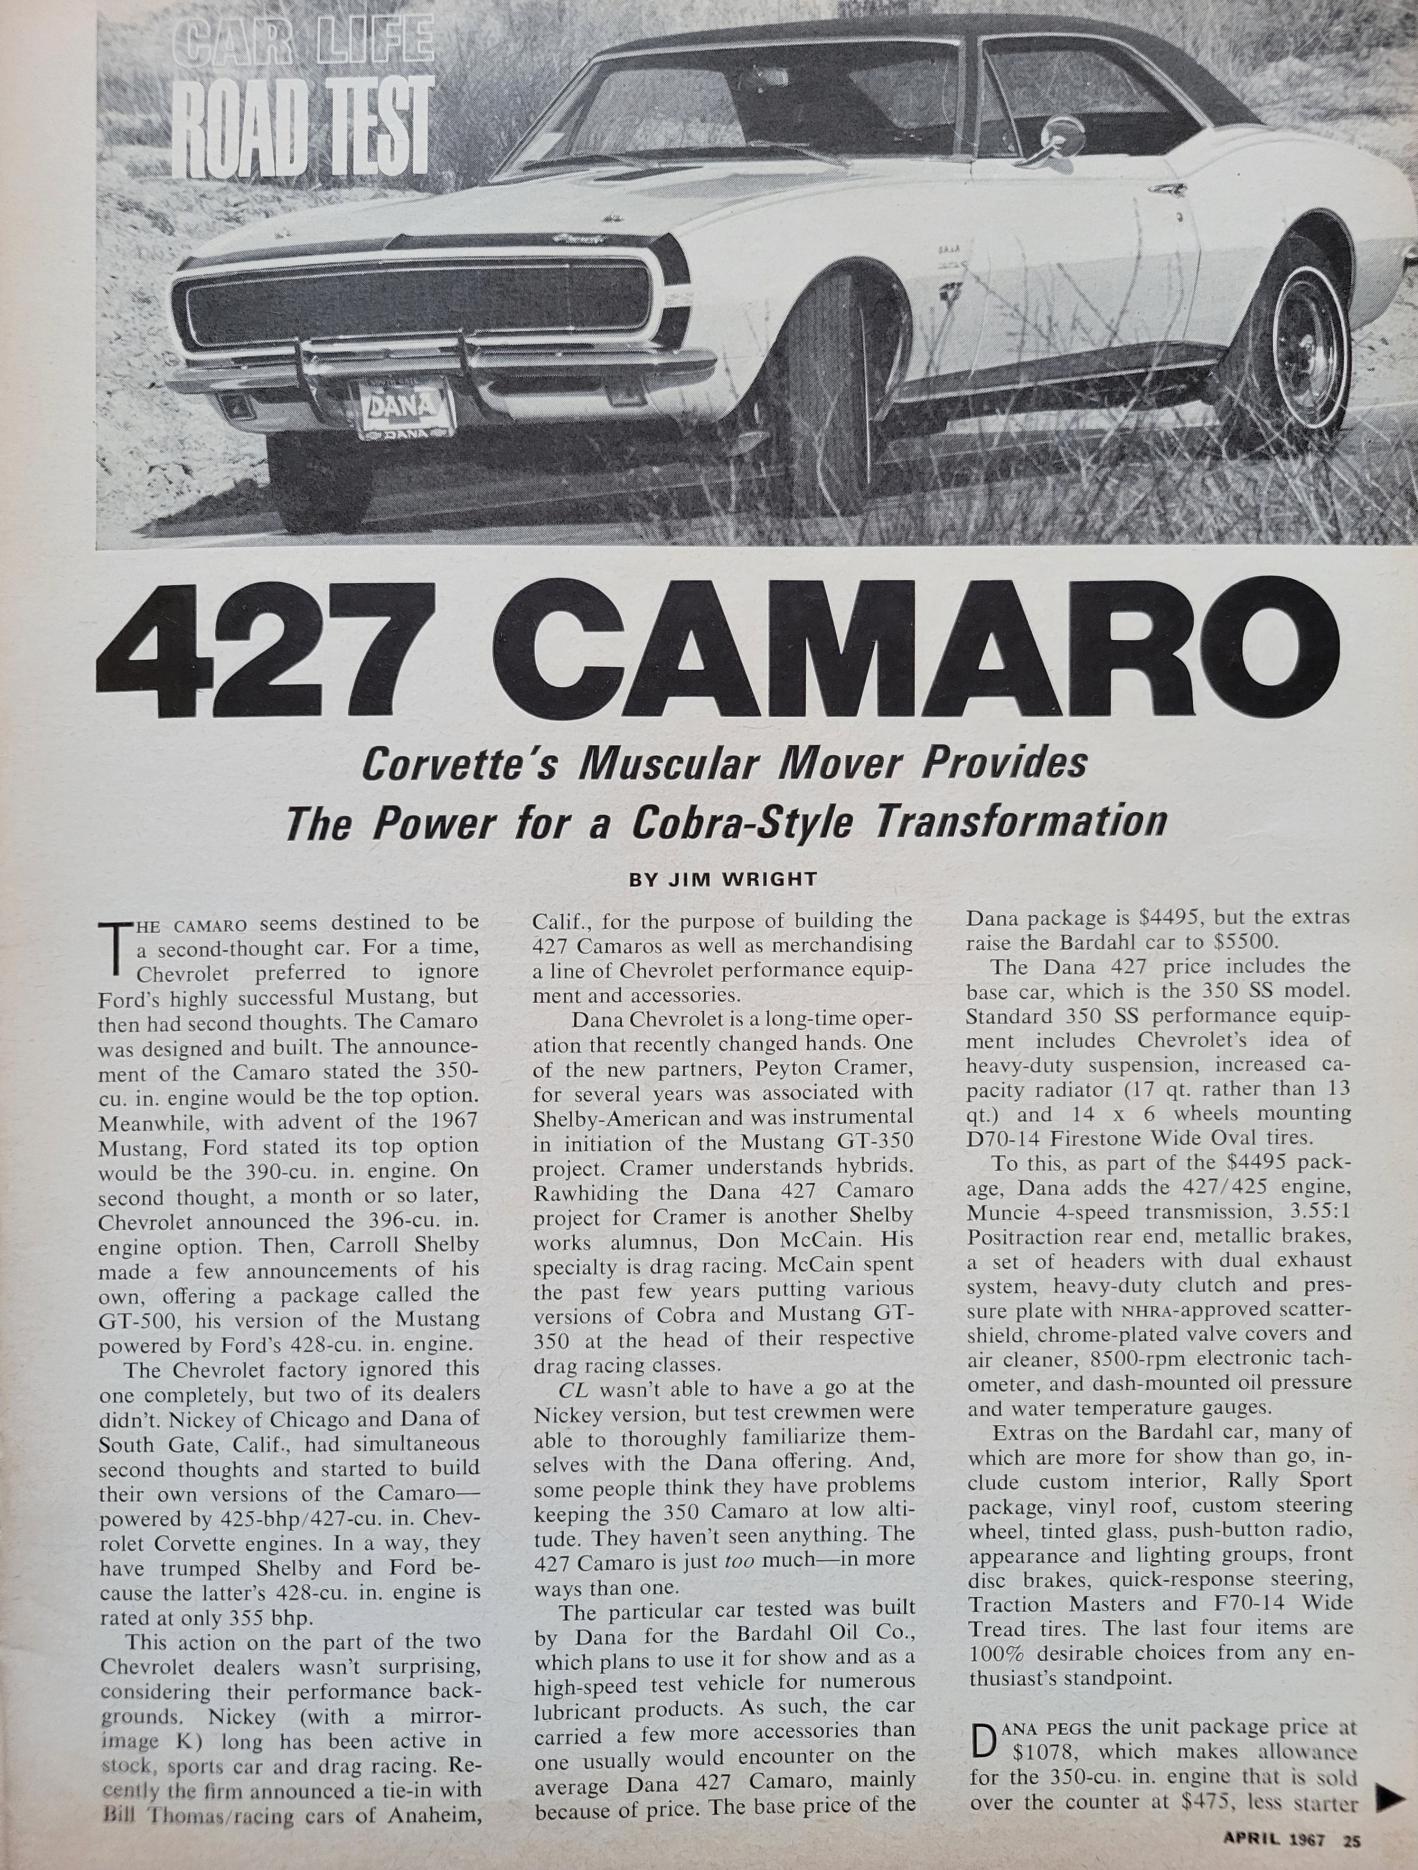 CAR LIFE
ROAD TEST
DANA
DANA
427 CAMARO
Corvette's Muscular Mover Provides
The Power for a Cobra-Style Transformation
BY JIM WRIGHT
THE CAMARO seems destined to be
a second-thought car. For a time,
Chevrolet preferred to ignore
Ford's highly successful Mustang, but
then had second thoughts. The Camaro
was designed and built. The announce-
ment of the Camaro stated the 350-
cu. in. engine would be the top option.
Meanwhile, with advent of the 1967
Mustang, Ford stated its top option
would be the 390-cu. in. engine. On
second thought, a month or so later,
Chevrolet announced the 396-cu. in.
engine option. Then, Carroll Shelby
made a few announcements of his
own, offering a package called the
GT-500, his version of the Mustang
powered by Ford's 428-cu. in. engine.
The Chevrolet factory ignored this
one completely, but two of its dealers
didn't. Nickey of Chicago and Dana of
South Gate, Calif., had simultaneous
second thoughts and started to build
their own versions of the Camaro—
powered by 425-bhp/427-cu. in. Chev-
rolet Corvette engines. In a way, they
have trumped Shelby and Ford be-
cause the latter's 428-cu. in. engine is
rated at only 355 bhp.
This action on the part of the two
Chevrolet dealers wasn't surprising,
considering their performance back-
grounds. Nickey (with a mirror-
image K) long has been active in
stock, sports car and drag racing. Re-
cently the firm announced a tie-in with
Bill Thomas/racing cars of Anaheim,
Calif., for the purpose of building the
427 Camaros as well as merchandising
a line of Chevrolet performance equip-
ment and accessories.
Dana Chevrolet is a long-time oper-
ation that recently changed hands. One
of the new partners, Peyton Cramer,
for several years was associated with
Shelby-American and was instrumental
in initiation of the Mustang GT-350
project. Cramer understands hybrids.
Rawhiding the Dana 427 Camaro
project for Cramer is another Shelby
works alumnus, Don McCain. His
specialty is drag racing. McCain spent
the past few years putting various
versions of Cobra and Mustang GT-
350 at the head of their respective
drag racing classes.
CL wasn't able to have a go at the
Nickey version, but test crewmen were
able to thoroughly familiarize them-
selves with the Dana offering. And,
some people think they have problems
keeping the 350 Camaro at low alti-
tude. They haven't seen anything. The
427 Camaro is just too much—in more
ways than one.
The particular car tested was built
by Dana for the Bardahl Oil Co.,
which plans to use it for show and as a
high-speed test vehicle for numerous
lubricant products. As such, the car
carried a few more accessories than
one usually would encounter on the
average Dana 427 Camaro, mainly
because of price. The base price of the
Dana package is $4495, but the extras
raise the Bardahl car to $5500.
The Dana 427 price includes the
base car, which is the 350 SS model.
Standard 350 SS performance equip-
ment includes Chevrolet's idea of
heavy-duty suspension, increased ca-
pacity radiator (17 qt. rather than 13
qt.) and 14 x 6 wheels mounting
D70-14 Firestone Wide Oval tires.
To this, as part of the $4495 pack-
age, Dana adds the 427/425 engine,
Muncie 4-speed transmission, 3.55:1
Positraction rear end, metallic brakes,
a set of headers with dual exhaust
system, heavy-duty clutch and pres-
sure plate with NHRA-approved scatter-
shield, chrome-plated valve covers and
air cleaner, 8500-rpm electronic tach-
ometer, and dash-mounted oil pressure
and water temperature gauges.
Extras on the Bardahl car, many of
which are more for show than go, in-
clude custom interior, Rally Sport
package, vinyl roof, custom steering
wheel, tinted glass, push-button radio,
appearance and lighting groups, front
disc brakes, quick-response steering,
Traction Masters and F70-14 Wide
Tread tires. The last four items are
100% desirable choices from any en-
thusiast's standpoint.
DANA PEGS the unit package price at
$1078, which makes allowance
for the 350-cu. in. engine that is sold
over the counter at $475, less starter
APRIL 1967 25